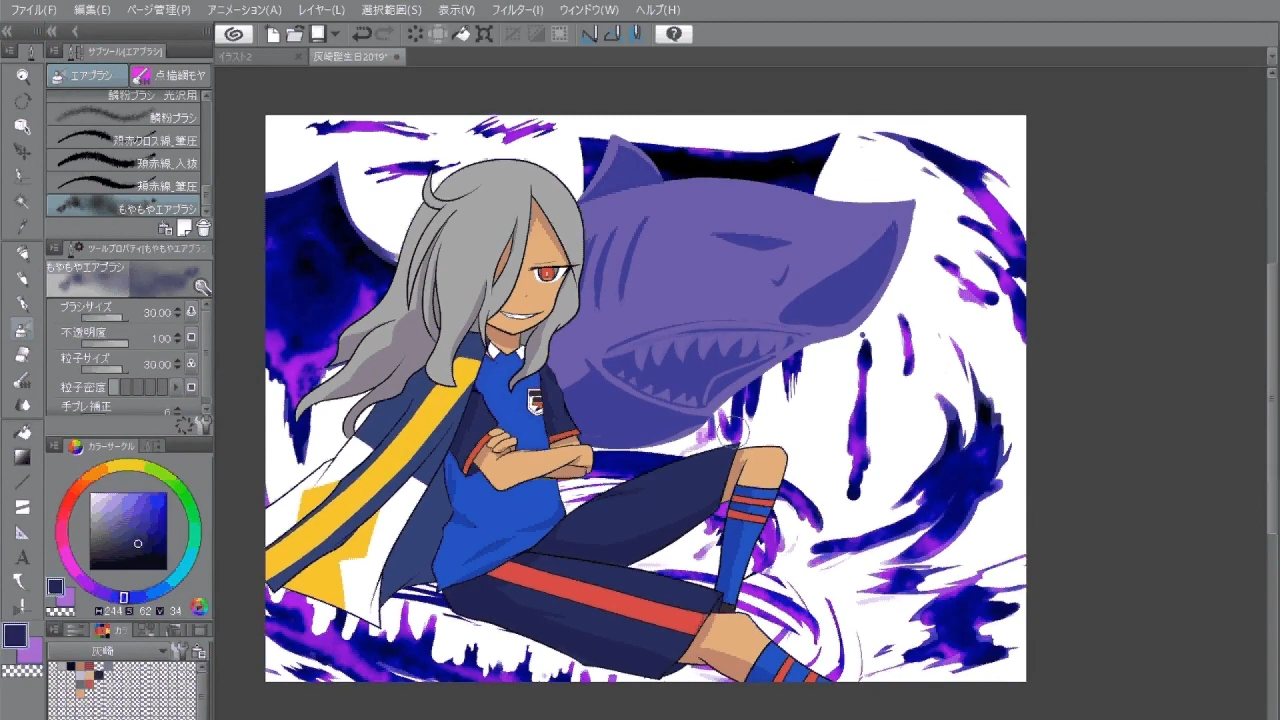 ファイル(F) 編集(E) ページ管理(P) アニメーション(A) レイヤー(L) 選択範囲(S) 表示(V) フィルター(I) ウィンドウ(W) ヘルプ(H)
サブツール[エアブラシ]
イラスト2
灰崎誕生日2019*
エアブラシ
点描網モヤ
鱗粉ブラシ 光沢用
鱗粉ブラシ
頬赤クロス線_筆圧
頬赤線_入抜
頬赤線_筆圧
もやもやエアブラシ
ツールプロパティ[もやもやエアブラシ
もやもやエアブラシ
ブラシサイズ 30.00
不透明度 100
粒子サイズ 30.00
粒子密度
手ブレ補正 6
カラーサークル
H 244 S 62 V 34
カラ
灰崎